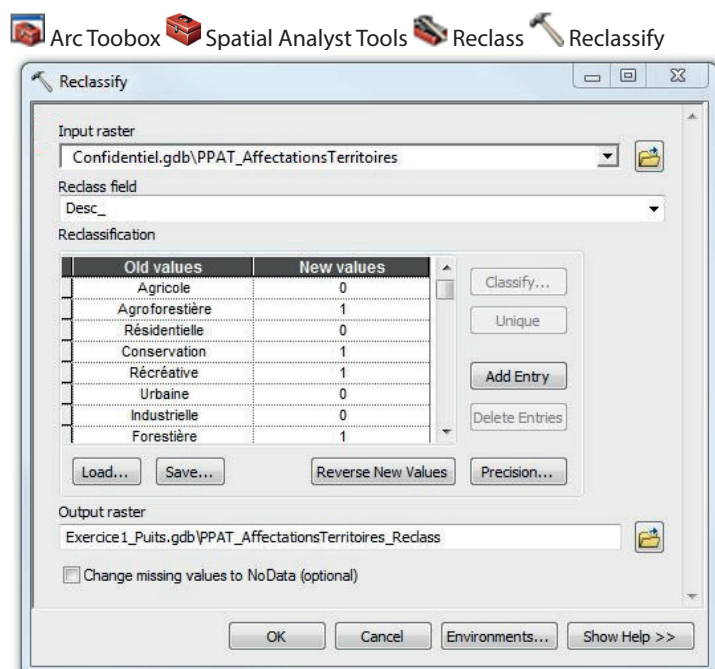 Arc Toobox Spatial Analyst Tools Reclass Reclassify
Reclassify
Input raster
Confidentiel.gdb\PPAT_AffectationsTerritoires
Reclass field
Desc_
Reclassification
Old values New values
Agricole 0
Agroforestière 1
Résidentielle 0
Conservation 1
Récréative 1
Urbaine 0
Industrielle 0
Forestière 1
Classify...
Unique
Add Entry
Delete Entries
Load... Save... Reverse New Values Precision...
Output raster
Exercice1_Puits.gdb\PPAT_AffectationsTerritoires_Reclass
Change missing values to NoData (optional)
OK Cancel Environments... Show Help >>